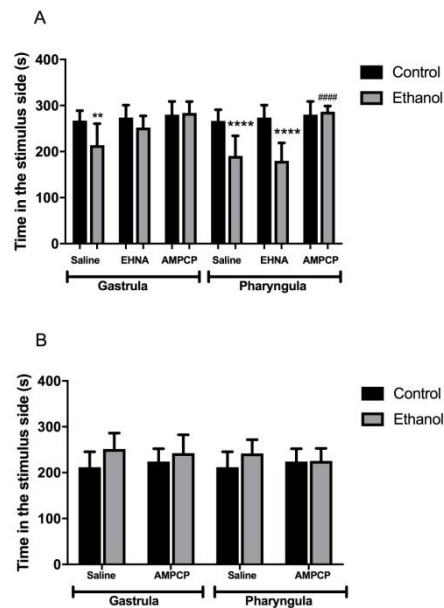 A
Time in the stimulus side (s)
400
300
200
100
0
**
****
****
####
Control
Ethanol
Saline EHNA AMPCP Saline EHNA AMPCP
Gastrula Pharyngula
B
Time in the stimulus side (s)
400
300
200
100
0
Control
Ethanol
Saline AMPCP Saline AMPCP
Gastrula Pharyngula